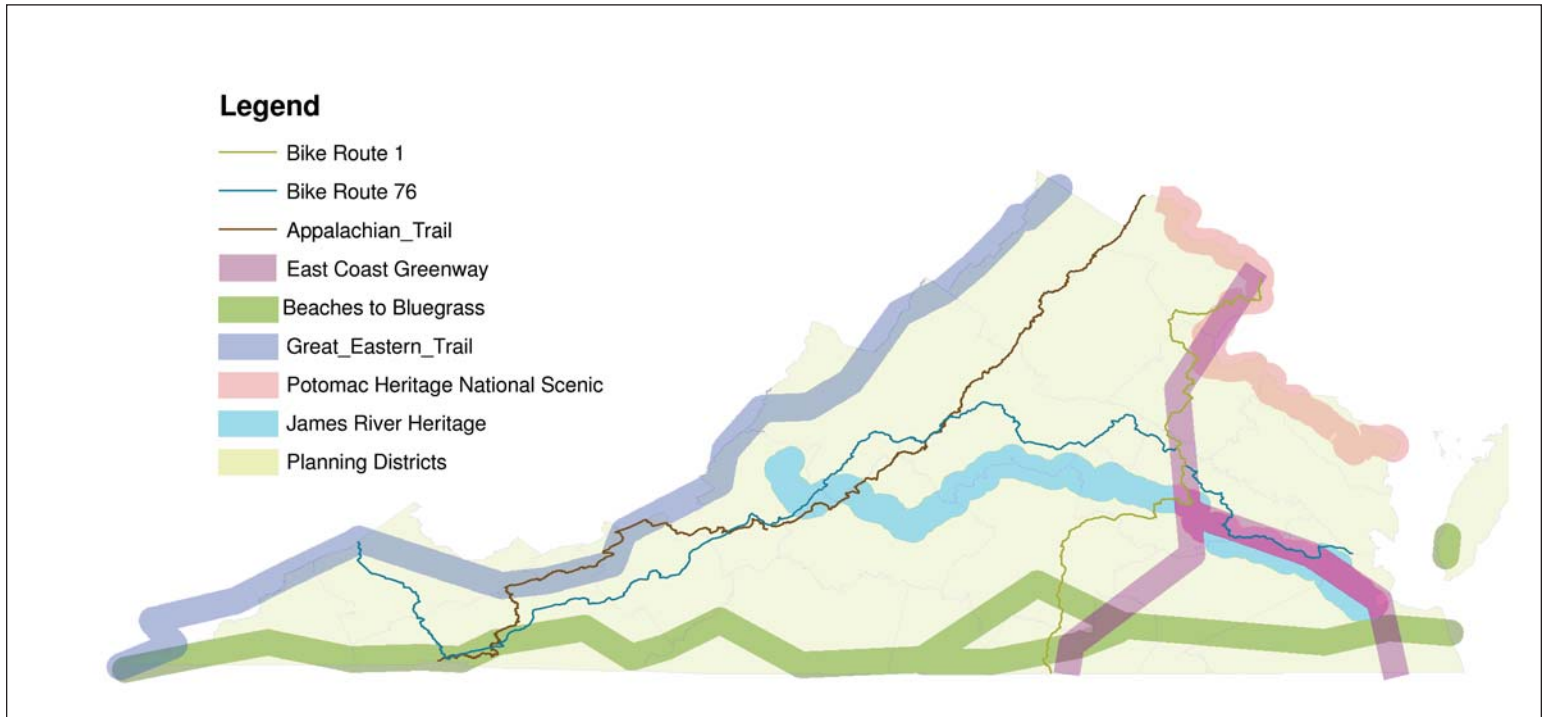 Legend
Bike Route 1
Bike Route 76
Appalachian_Trail
East Coast Greenway
Beaches to Bluegrass
Great_Eastern_Trail
Potomac Heritage National Scenic
James River Heritage
Planning Districts